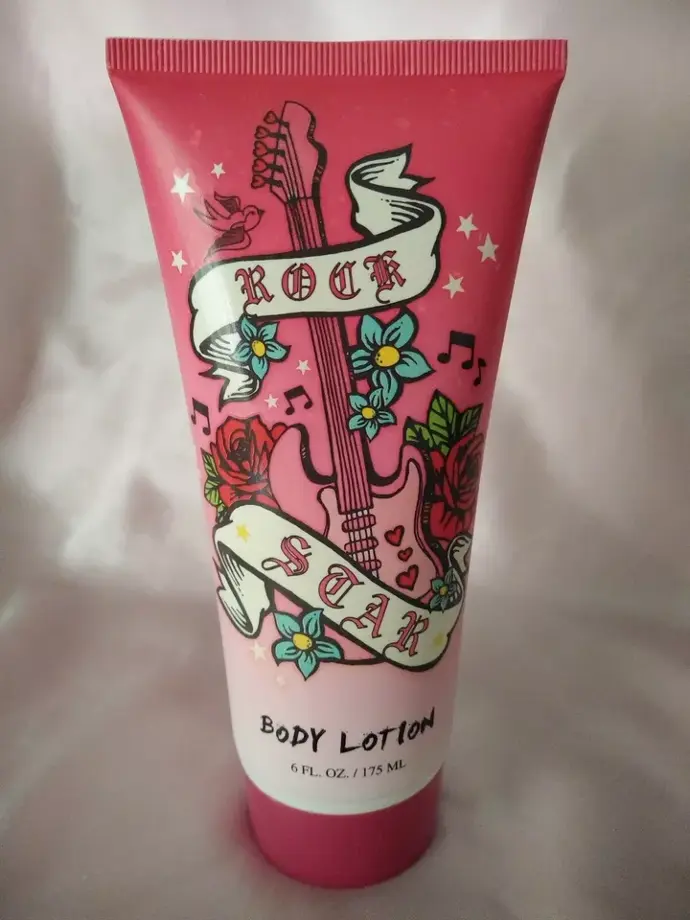 ROCK
STAR
BODY LOTION
6 FL. OZ. / 175 ML